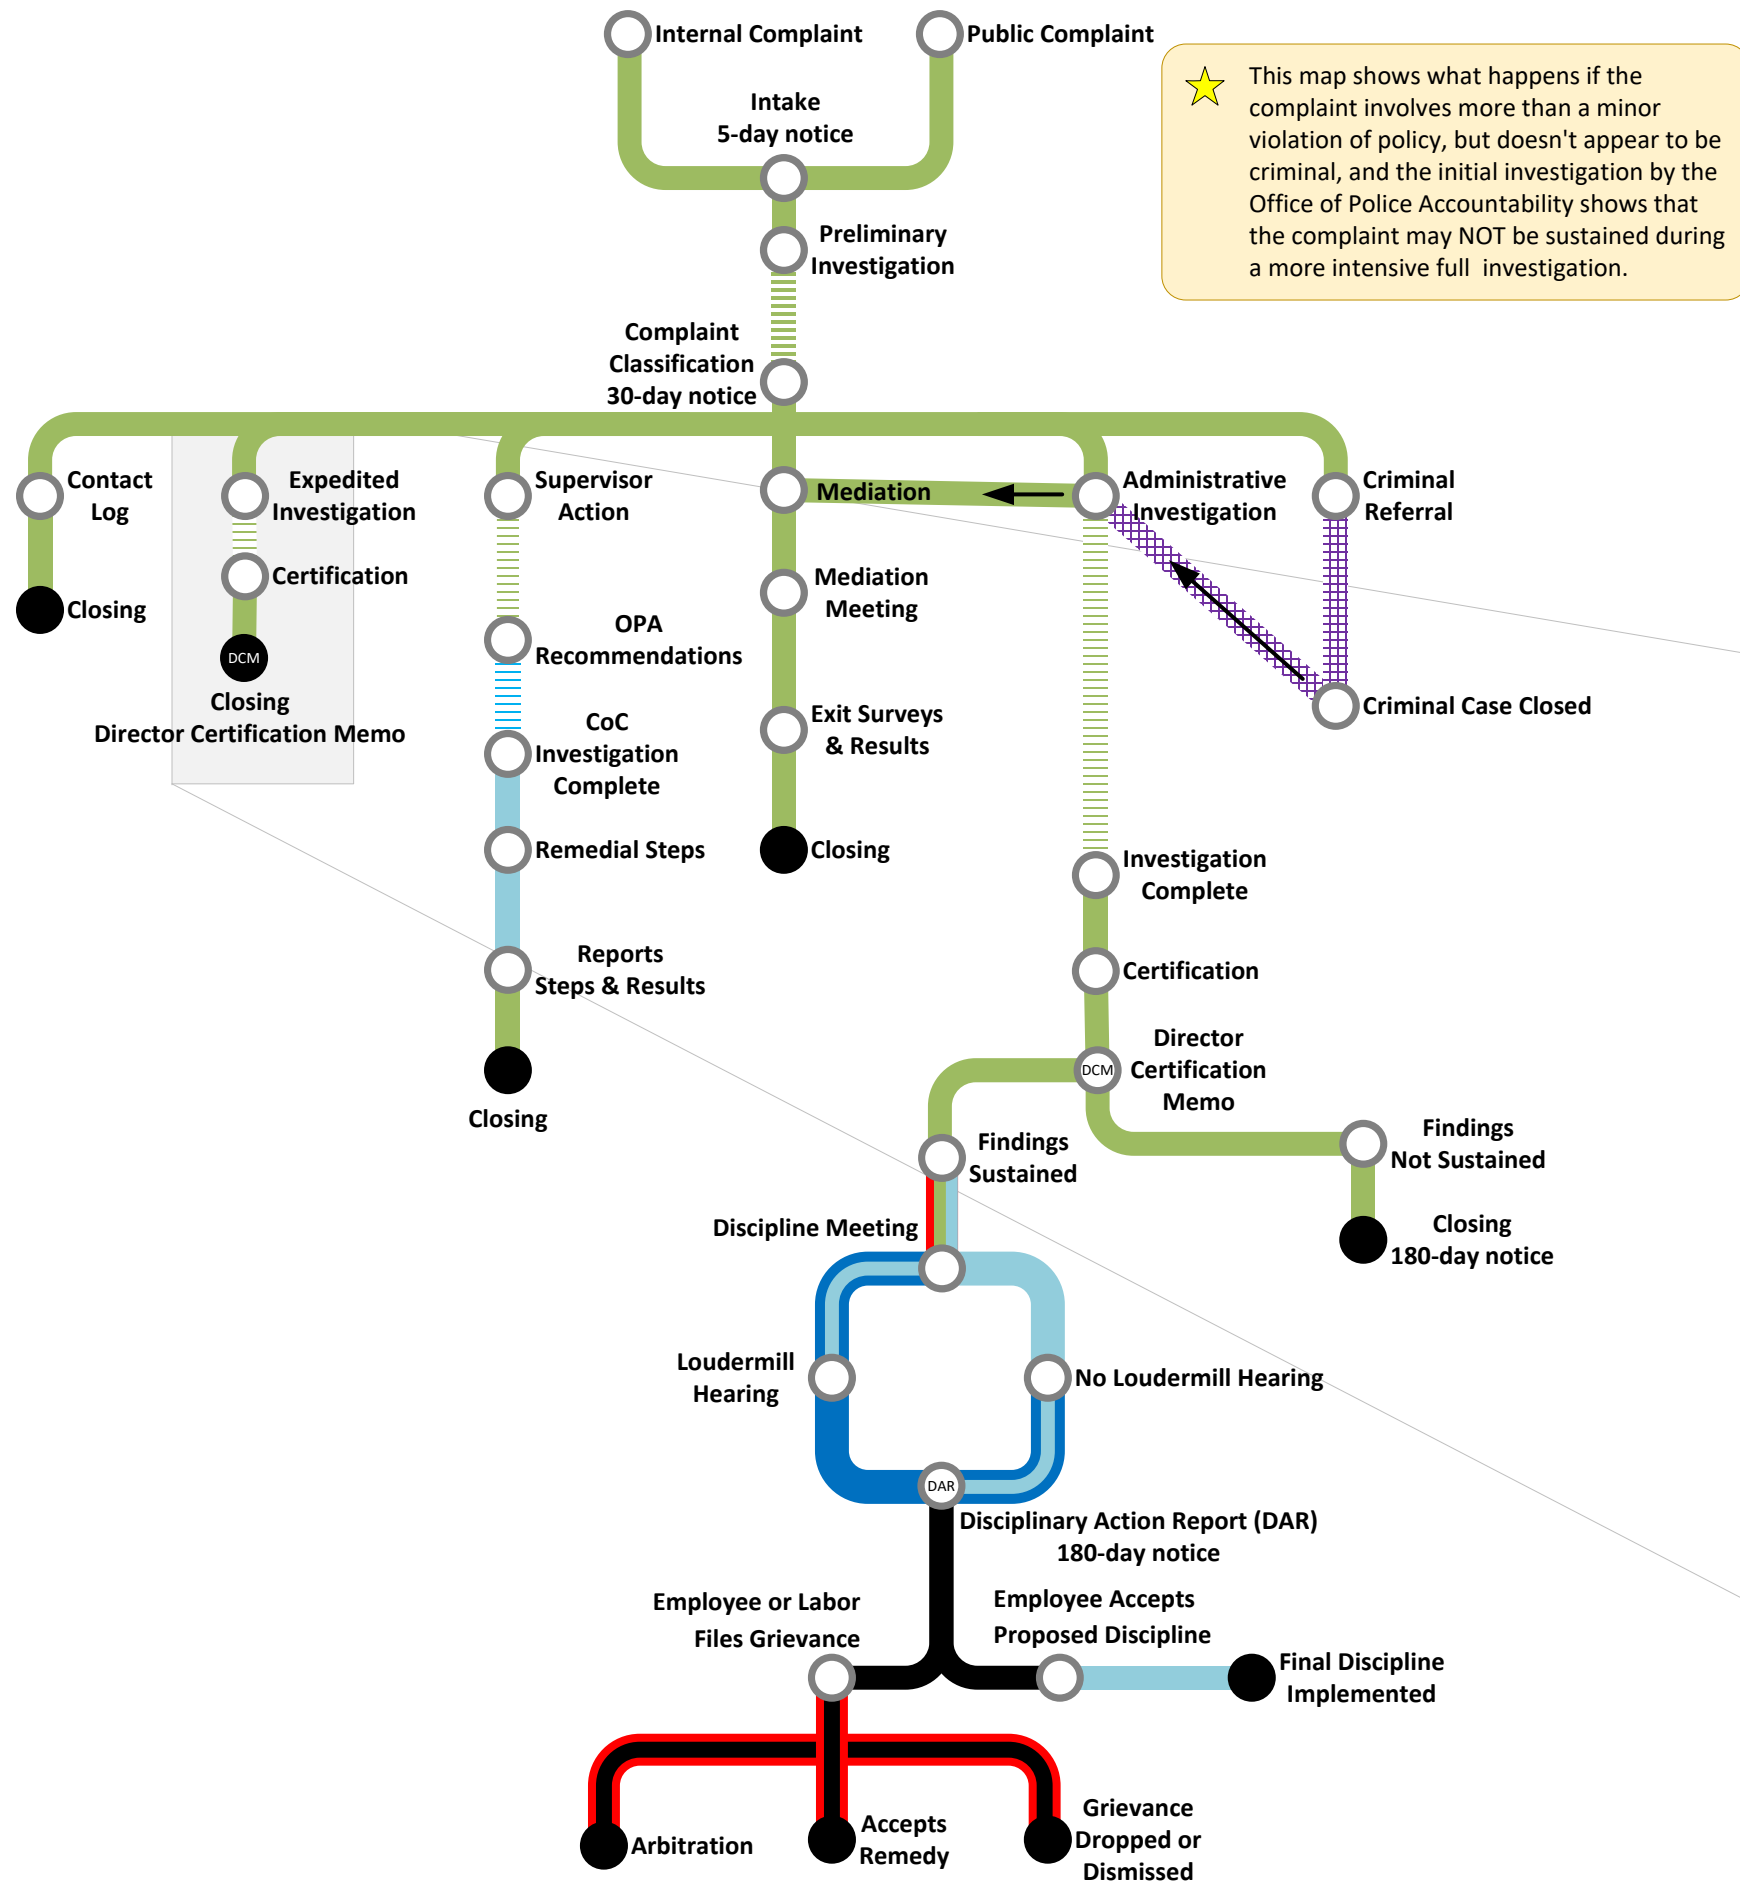 Internal Complaint
Public Complaint
This map shows what happens if the
complaint involves more than a minor
violation of policy, but doesn't appear to be
criminal, and the initial investigation by the
Office of Police Accountability shows that
the complaint may NOT be sustained during
a more intensive full investigation.
Intake
5-day notice
Preliminary
Investigation
Complaint
Classification
30-day notice
Contact
Log
Closing
Expedited
Investigation
Certification
DCM
Closing
Director Certification Memo
Supervisor
Action
OPA
Recommendations
CoC
Investigation
Complete
Remedial Steps
Reports
Steps & Results
Closing
Mediation
Mediation
Meeting
Exit Surveys
& Results
Closing
Administrative
Investigation
Criminal
Referral
Criminal Case Closed
Investigation
Complete
Certification
DCM
Director
Certification
Memo
Findings
Sustained
Findings
Not Sustained
Closing
180-day notice
Discipline Meeting
Loudermill
Hearing
No Loudermill Hearing
DAR
Disciplinary Action Report (DAR)
180-day notice
Employee or Labor
Files Grievance
Employee Accepts
Proposed Discipline
Final Discipline
Implemented
Arbitration
Accepts
Remedy
Grievance
Dropped or
Dismissed